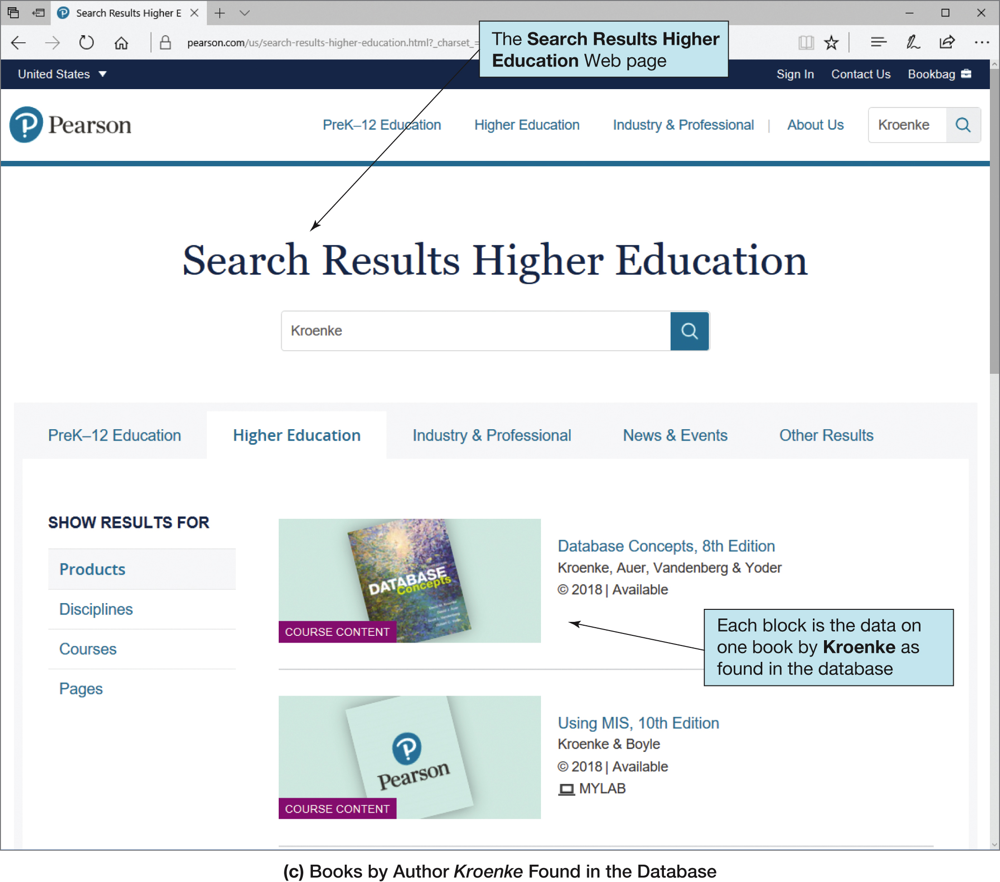 Search Results Higher E
pearson.com/us/search-results-higher-education.html?_charset_=
The Search Results Higher
Education Web page
United States
Sign In
Contact Us
Bookbag
Pearson
PreK–12 Education
Higher Education
Industry & Professional
|
About Us
Kroenke
Search Results Higher Education
Kroenke
PreK–12 Education
Higher Education
Industry & Professional
News & Events
Other Results
SHOW RESULTS FOR
Products
Disciplines
Courses
Pages
DATABASE
Concepts
COURSE CONTENT
Database Concepts, 8th Edition
Kroenke, Auer, Vandenberg & Yoder
© 2018 | Available
Each block is the data on
one book by Kroenke as
found in the database
Pearson
COURSE CONTENT
Using MIS, 10th Edition
Kroenke & Boyle
© 2018 | Available
MYLAB
(c) Books by Author Kroenke Found in the Database